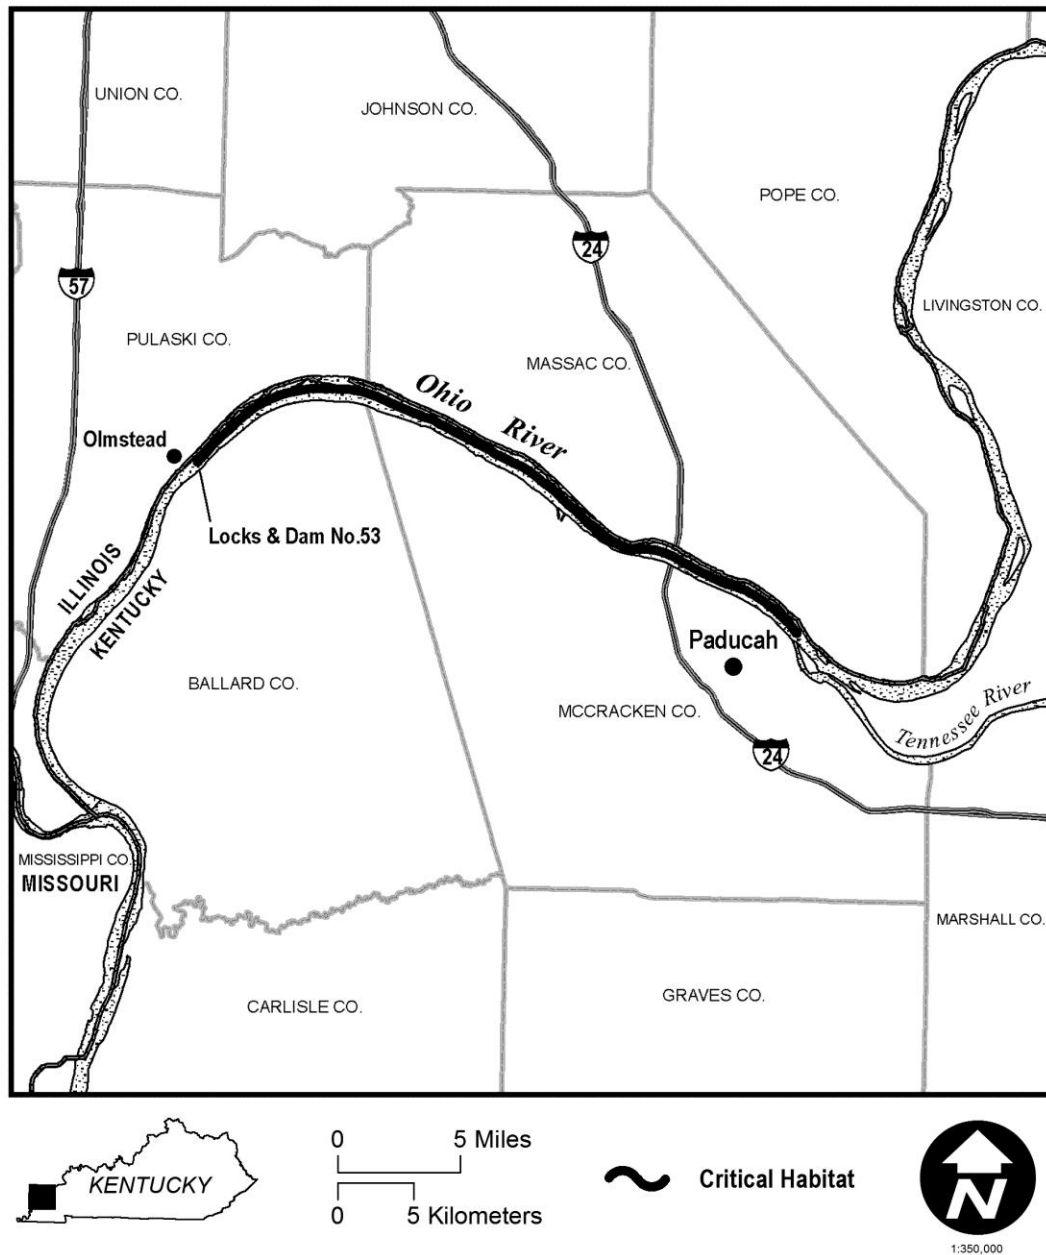 UNION CO.
JOHNSON CO.
POPE CO.
24
57
LIVINGSTON CO.
PULASKI CO.
MASSAC CO.
Ohio
River
Olmstead
Locks & Dam No.53
ILLINOIS
KENTUCKY
Paducah
BALLARD CO.
MCCRACKEN CO.
Tennessee River
24
MISSISSIPPI CO.
MISSOURI
MARSHALL CO.
CARLISLE CO.
GRAVES CO.
KENTUCKY
0 5 Miles
0 5 Kilometers
Critical Habitat
N
1:350,000